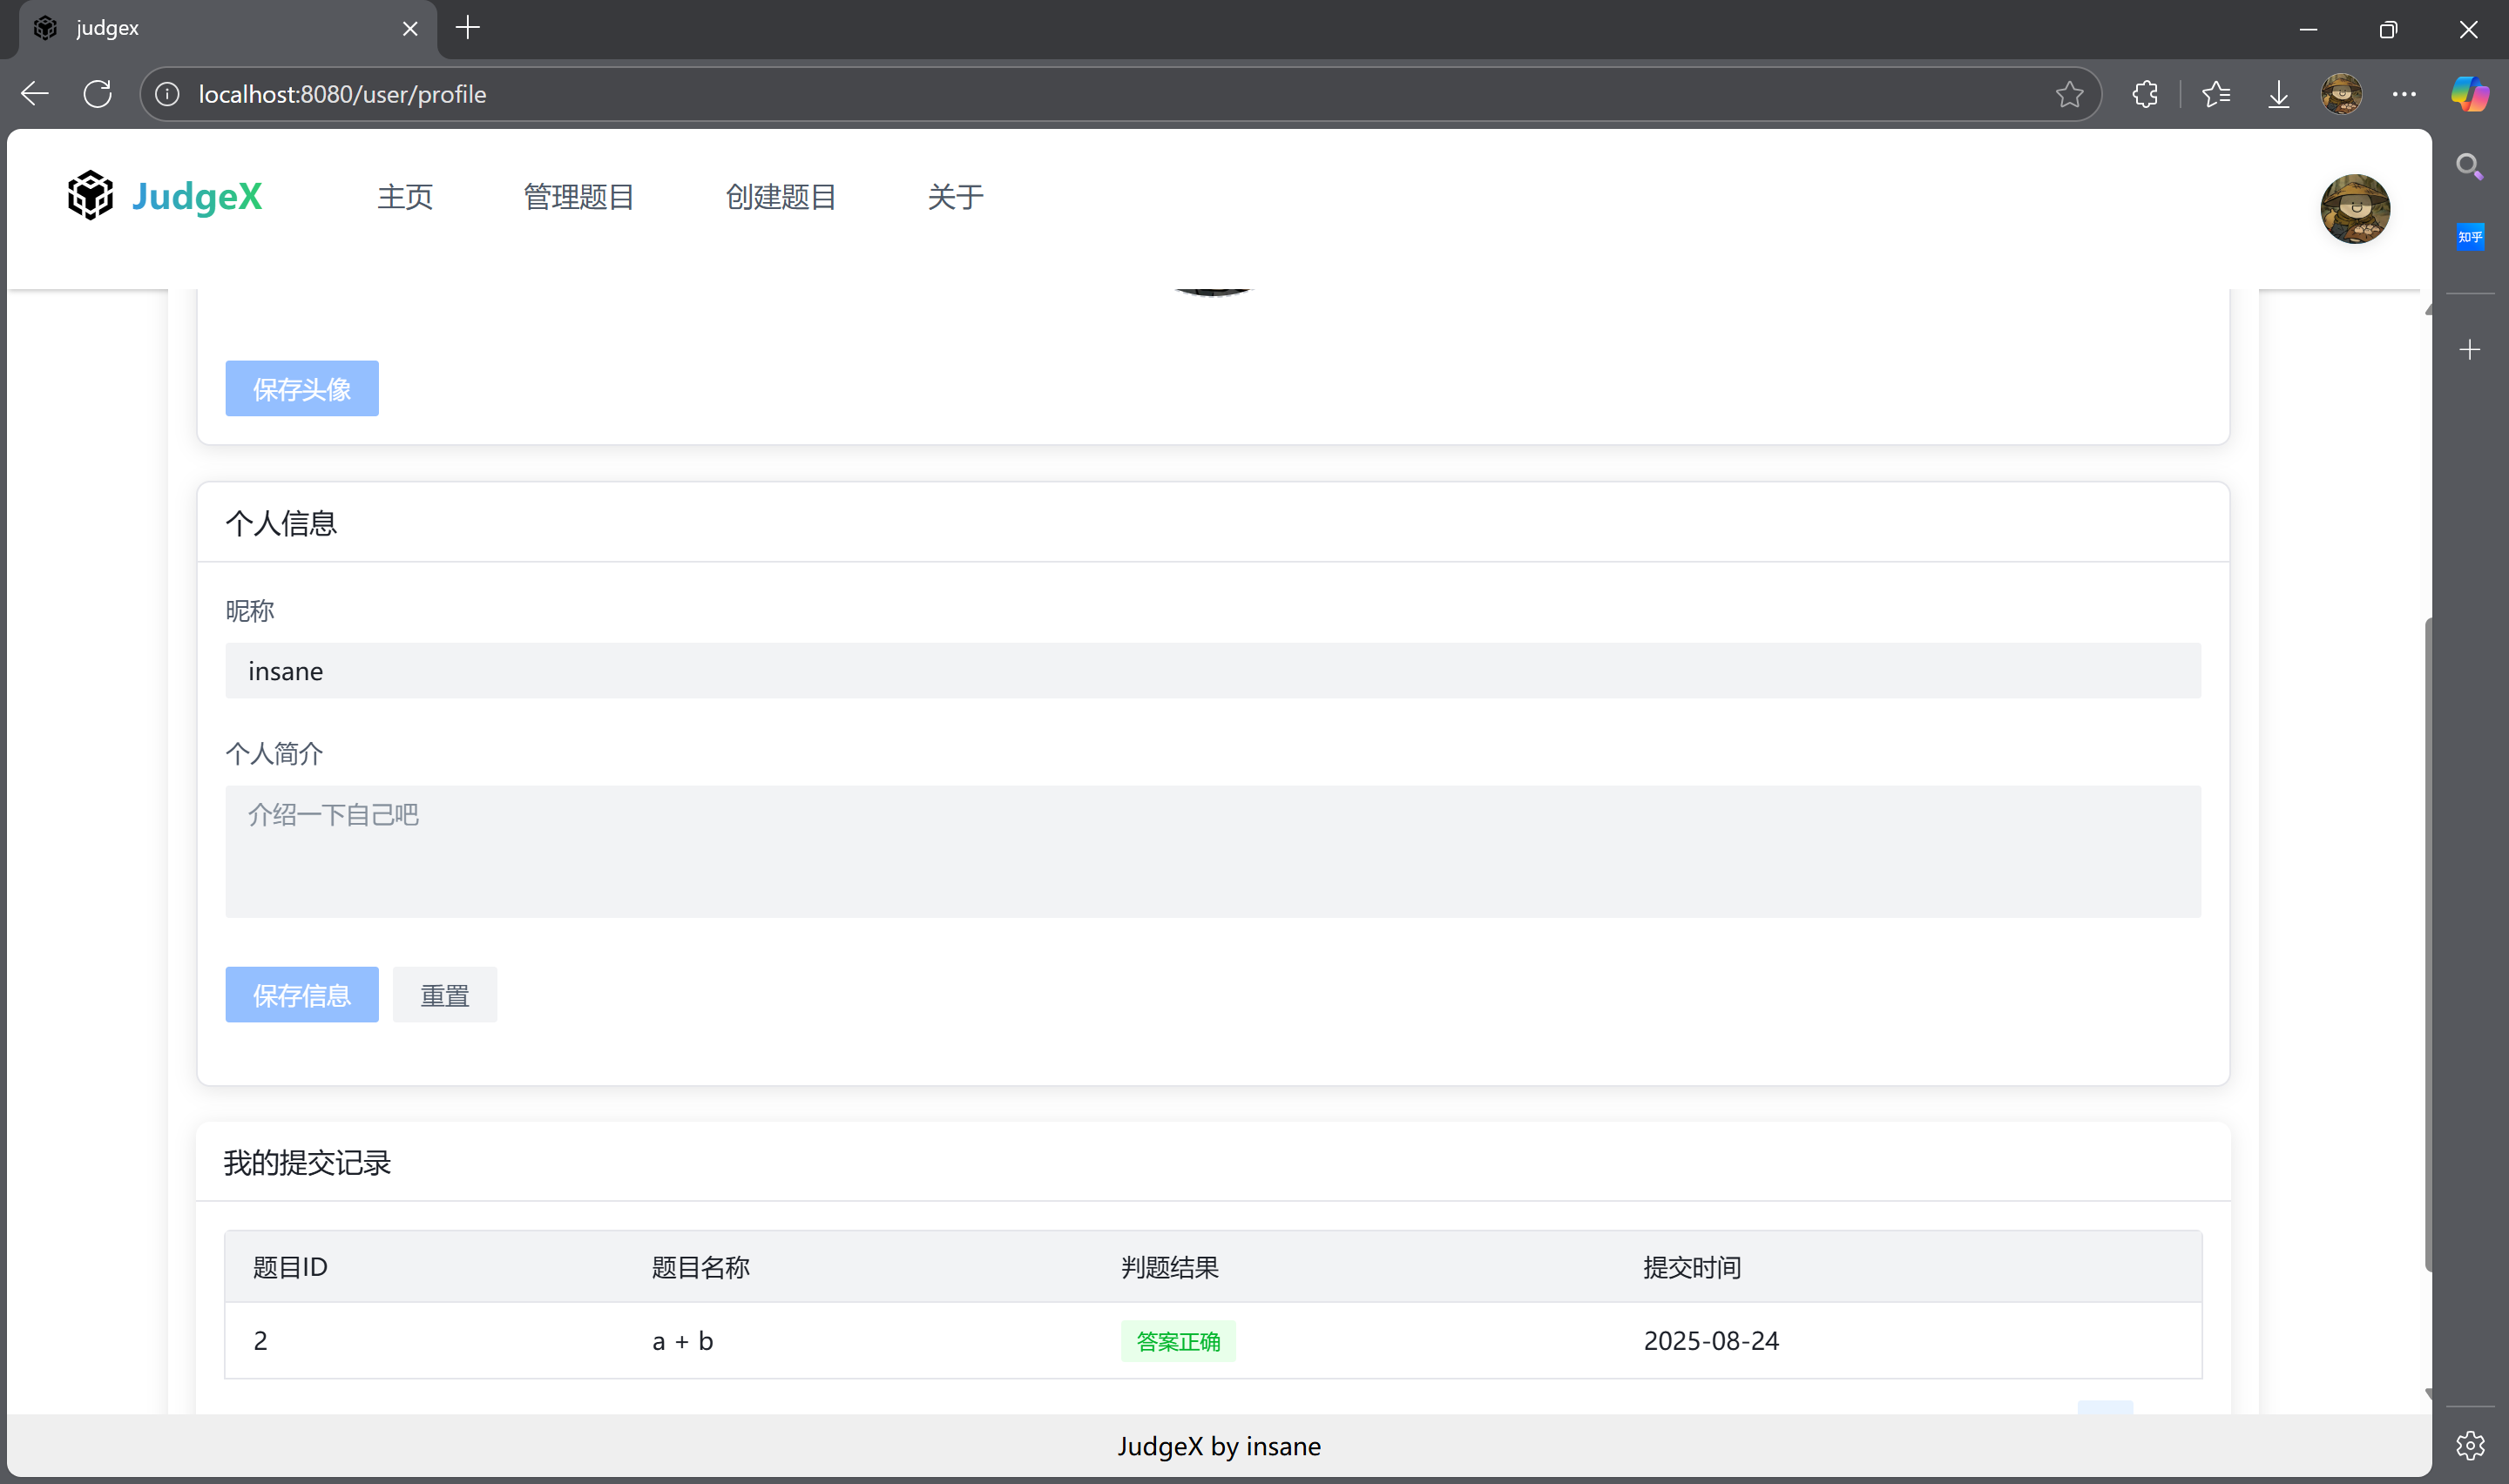 judgex
localhost:8080/user/profile
JudgeX 主页 管理题目 创建题目 关于
知乎
保存头像
个人信息
昵称
insane
个人简介
介绍一下自己吧
保存信息 重置
我的提交记录
题目ID 题目名称 判题结果 提交时间
2 a + b 答案正确 2025-08-24
JudgeX by insane